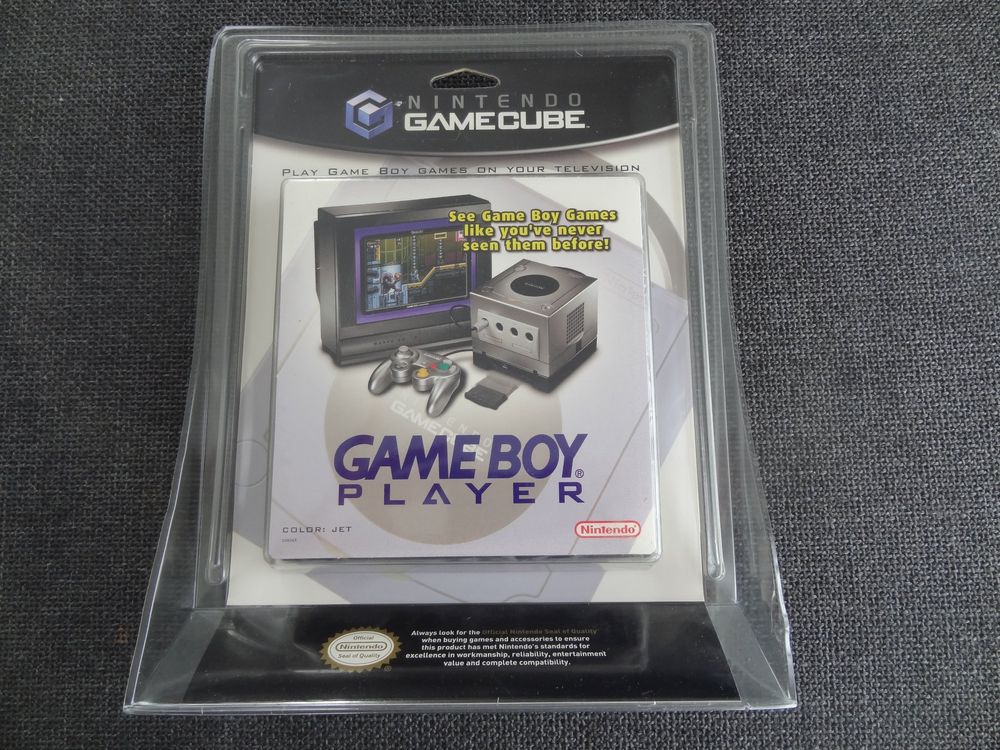 NINTENDO
GAMECUBE
PLAY GAME BOY GAMES ON YOUR TELEVISION
See Game Boy Games
like you've never
seen them before!
NINTENDO
GAMECUBE
GAME BOY®
PLAYER
COLOR: JET
Nintendo®
Official
Nintendo
Seal of Quality
Always look for the Official Nintendo Seal of Quality
when buying games and accessories to ensure
this product has met Nintendo's standards for
excellence in workmanship, reliability, entertainment
value and complete compatibility.